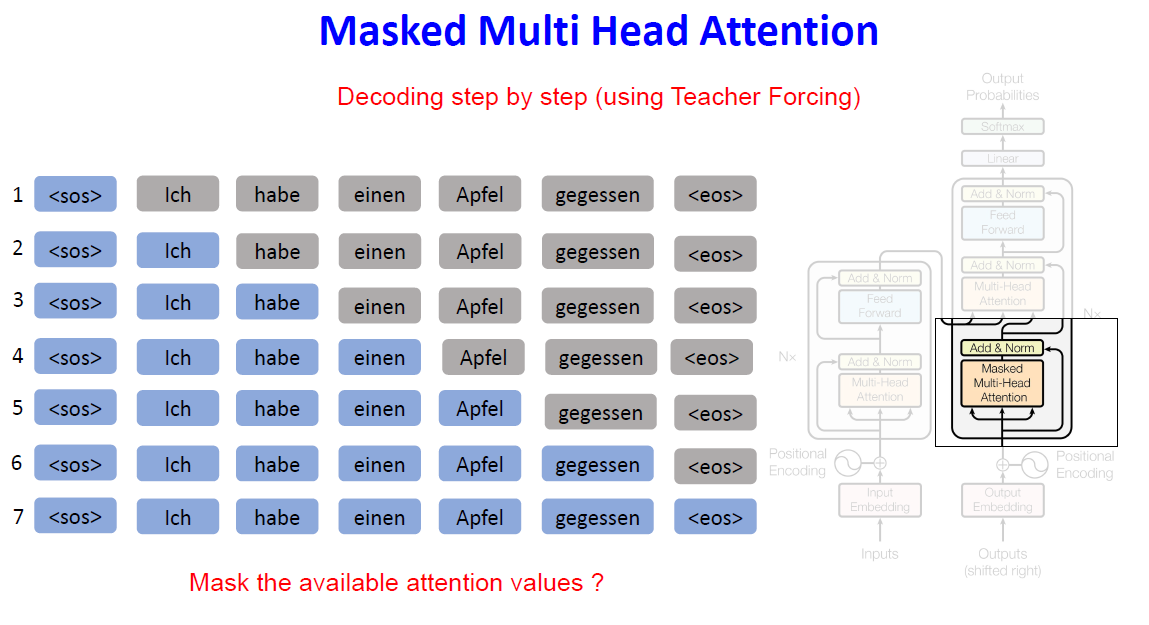 Masked Multi Head Attention
Decoding step by step (using Teacher Forcing)
1 <sos> Ich habe einen Apfel gegessen <eos>
2 <sos> Ich habe einen Apfel gegessen <eos>
3 <sos> Ich habe einen Apfel gegessen <eos>
4 <sos> Ich habe einen Apfel gegessen <eos>
5 <sos> Ich habe einen Apfel gegessen <eos>
6 <sos> Ich habe einen Apfel gegessen <eos>
7 <sos> Ich habe einen Apfel gegessen <eos>
Mask the available attention values ?
Output
Probabilities
Softmax
Linear
Add & Norm
Feed
Forward
Add & Norm
Multi-Head
Attention
N×
Add & Norm
Masked
Multi-Head
Attention
Add & Norm
Feed
Forward
N×
Add & Norm
Multi-Head
Attention
Positional
Encoding
Positional
Encoding
Input
Embedding
Output
Embedding
Inputs
Outputs
(shifted right)